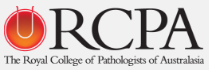 RCPA
The Royal College of Pathologists of Australasia